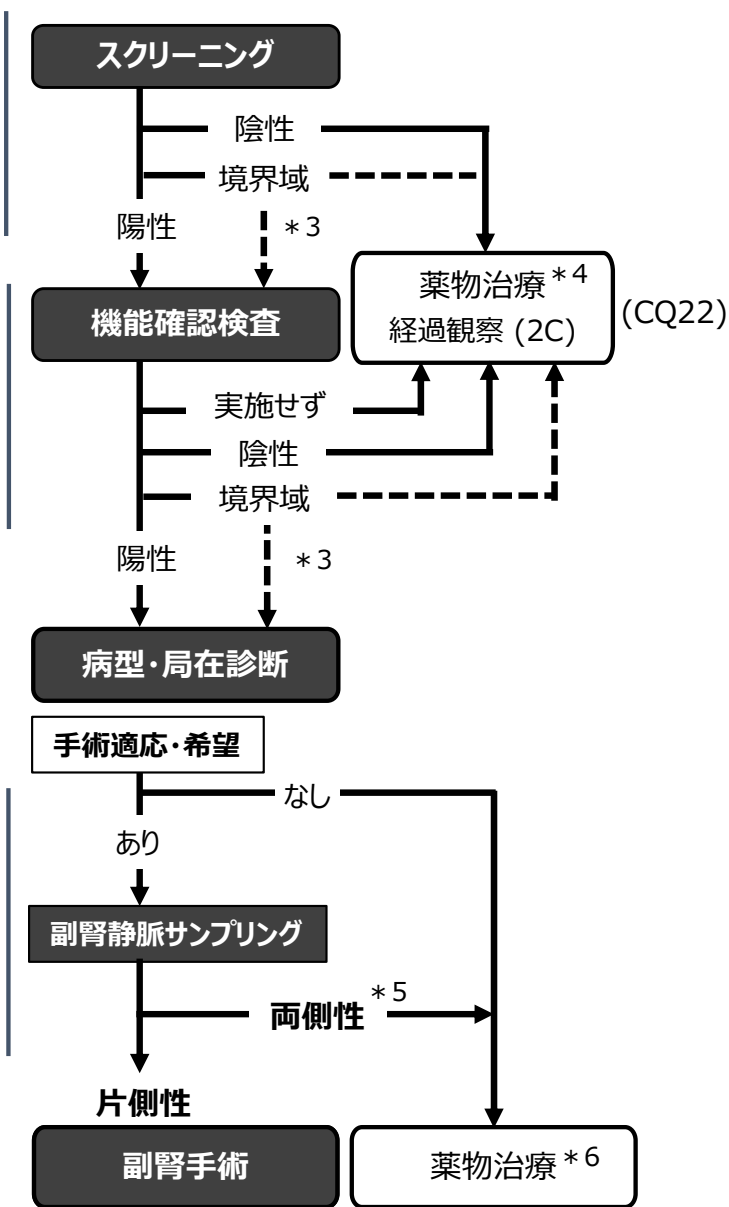 スクリーニング
陰性
境界域
陽性
＊3
薬物治療＊4
経過観察 (2C)
(CQ22)
機能確認検査
実施せず
陰性
境界域
陽性
＊3
病型・局在診断
手術適応・希望
なし
あり
副腎静脈サンプリング
両側性＊5
片側性
副腎手術
薬物治療＊6